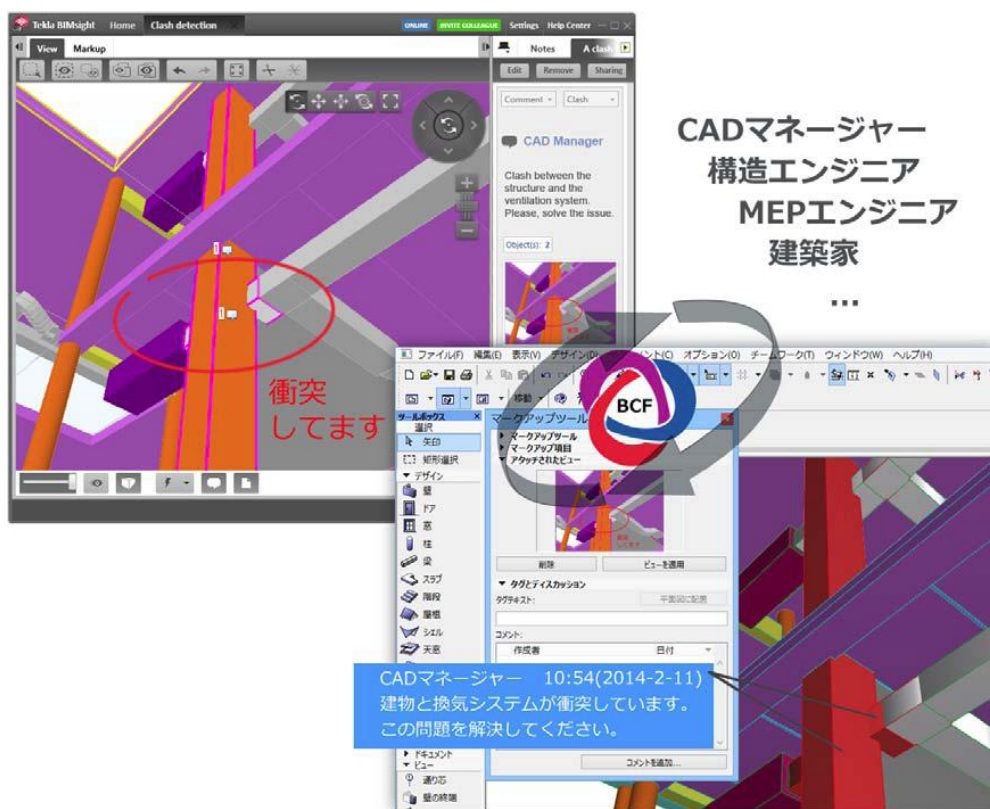 Tekla BIMsight
Home
Clash detection
ONLINE
INVITE COLLEAGUE
Settings
Help Center
View
Markup
Notes
A clash
Edit
Remove
Sharing
Comment
Clash
CAD Manager
Clash between the
structure and the
ventilation system.
Please, solve the issue.
Object(s): 2
衝突
してます
CADマネージャー
構造エンジニア
MEPエンジニア
建築家
...
ファイル(F) 編集(E) 表示(V) デザイン(D) オプション(O) チームワーク(T) ウィンドウ(W) ヘルプ(H)
移動
BCF
ツールボックス
選択
矢印
矩形選択
デザイン
壁
ドア
窓
柱
梁
スラブ
階段
屋根
シェル
天窓
マークアップツール
マークアップツール
マークアップ項目
アタッチされたビュー
削除
ビューを適用
タグとディスカッション
タグテキスト:
平面図に配置
コメント:
作成者
日付
CADマネージャー 10:54(2014-2-11)
建物と換気システムが衝突しています。
この問題を解決してください。
コメントを追加...
ドキュメント
ビュー
通り芯
壁の終端